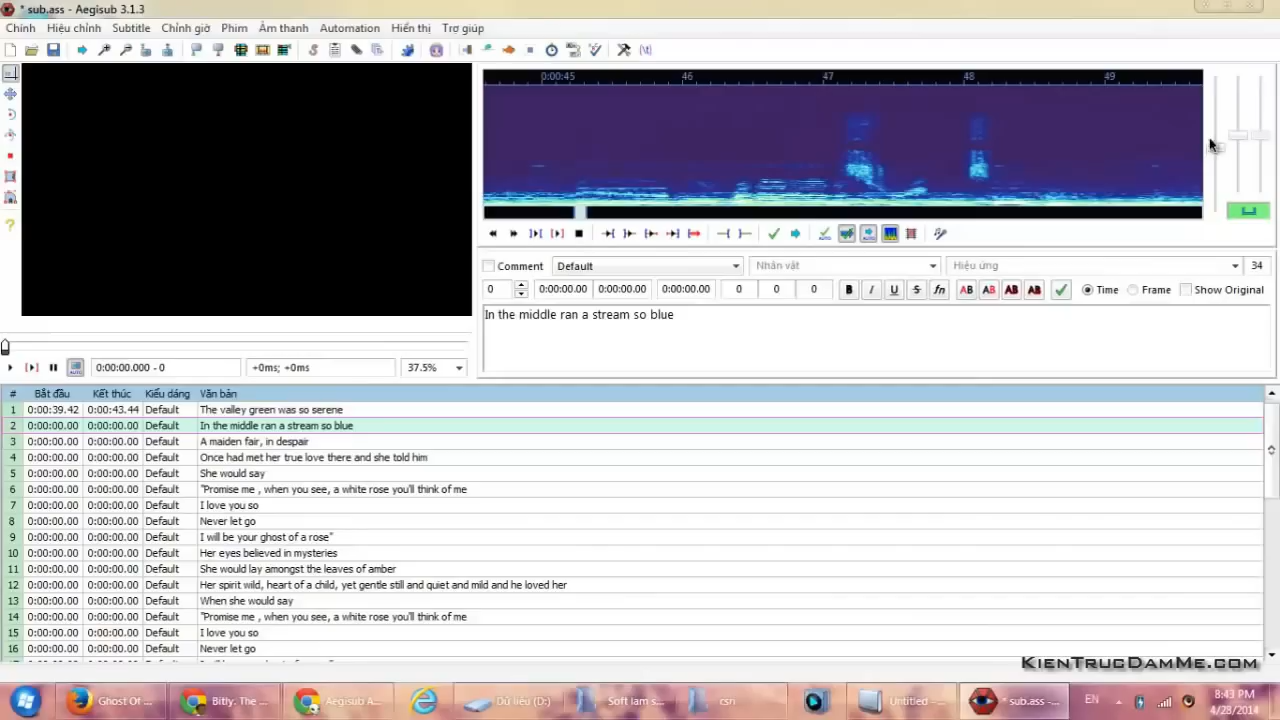 * sub.ass - Aegisub 3.1.3
Chính Hiệu chỉnh Subtitle Chỉnh giờ Phim Âm thanh Automation Hiển thị Trợ giúp
0:00:45 46 47 48 49
Comment Default Nhân vật Hiệu ứng 34
0 0:00:00.00 0:00:00.00 0:00:00.00 0 0 0 B I U S fn AB AB AB AB Time Frame Show Original
In the middle ran a stream so blue
0:00:00.000 - 0 +0ms; +0ms 37.5%
# Bắt đầu Kết thúc Kiểu dáng Văn bản
1 0:00:39.42 0:00:43.44 Default The valley green was so serene
2 0:00:00.00 0:00:00.00 Default In the middle ran a stream so blue
3 0:00:00.00 0:00:00.00 Default A maiden fair, in despair
4 0:00:00.00 0:00:00.00 Default Once had met her true love there and she told him
5 0:00:00.00 0:00:00.00 Default She would say
6 0:00:00.00 0:00:00.00 Default "Promise me , when you see, a white rose you'll think of me
7 0:00:00.00 0:00:00.00 Default I love you so
8 0:00:00.00 0:00:00.00 Default Never let go
9 0:00:00.00 0:00:00.00 Default I will be your ghost of a rose"
10 0:00:00.00 0:00:00.00 Default Her eyes believed in mysteries
11 0:00:00.00 0:00:00.00 Default She would lay amongst the leaves of amber
12 0:00:00.00 0:00:00.00 Default Her spirit wild, heart of a child, yet gentle still and quiet and mild and he loved her
13 0:00:00.00 0:00:00.00 Default When she would say
14 0:00:00.00 0:00:00.00 Default "Promise me , when you see, a white rose you'll think of me
15 0:00:00.00 0:00:00.00 Default I love you so
16 0:00:00.00 0:00:00.00 Default Never let go
KienTrucDamMe.com
Ghost Of ... Bitly. The ... Aegisub A... Dữ liệu (D:) Soft lam s... csn Untitled -... * sub.ass -... EN 8:43 PM
4/28/2014